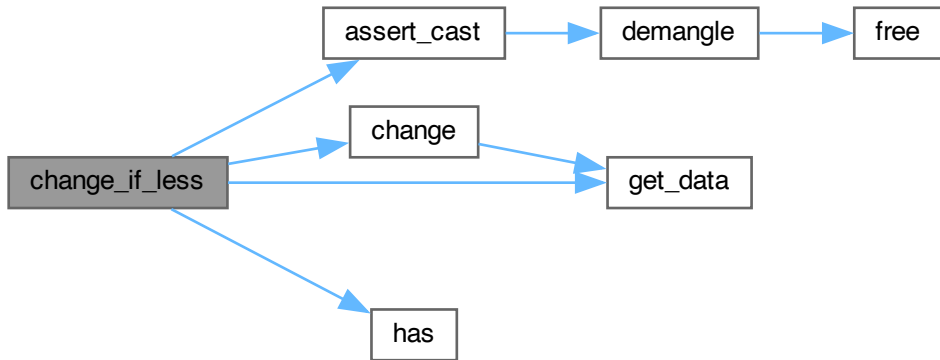 assert_cast
demangle
free
change
change_if_less
get_data
has